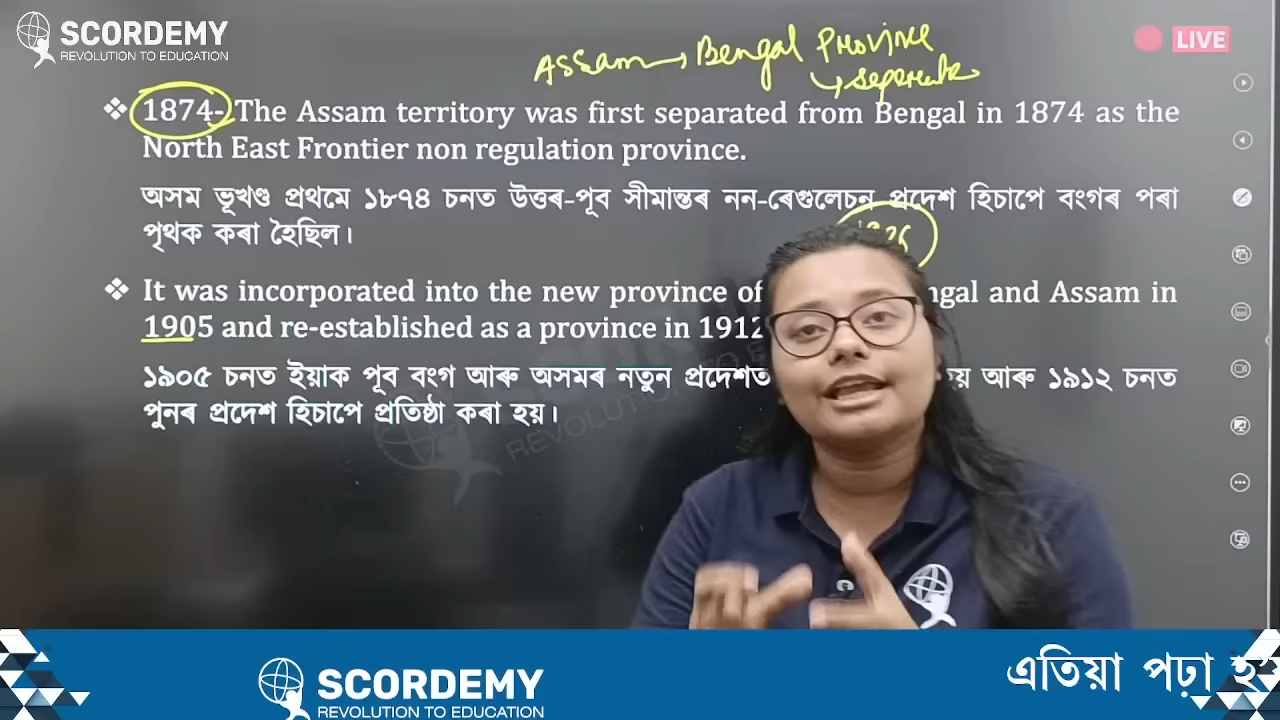 SCORDEMY
REVOLUTION TO EDUCATION
LIVE
Assam → Bengal Province
separate
❖ 1874- The Assam territory was first separated from Bengal in 1874 as the
North East Frontier non regulation province.
অসম ভূখণ্ড প্ৰথমে ১৮৭৪ চনত উত্তৰ-পূব সীমান্তৰ নন-ৰেগুলেচন প্ৰদেশ হিচাপে বংগৰ পৰা
পৃথক কৰা হৈছিল।
❖ It was incorporated into the new province of ngal and Assam in
1905 and re-established as a province in 1912
১৯০৫ চনত ইয়াক পূব বংগ আৰু অসমৰ নতুন প্ৰদেশত য় আৰু ১৯১২ চনত
পুনৰ প্ৰদেশ হিচাপে প্ৰতিষ্ঠা কৰা হয়।
REVOLUTION TO E
SCORDEMY
REVOLUTION TO EDUCATION
এতিয়া পঢ়া হ'